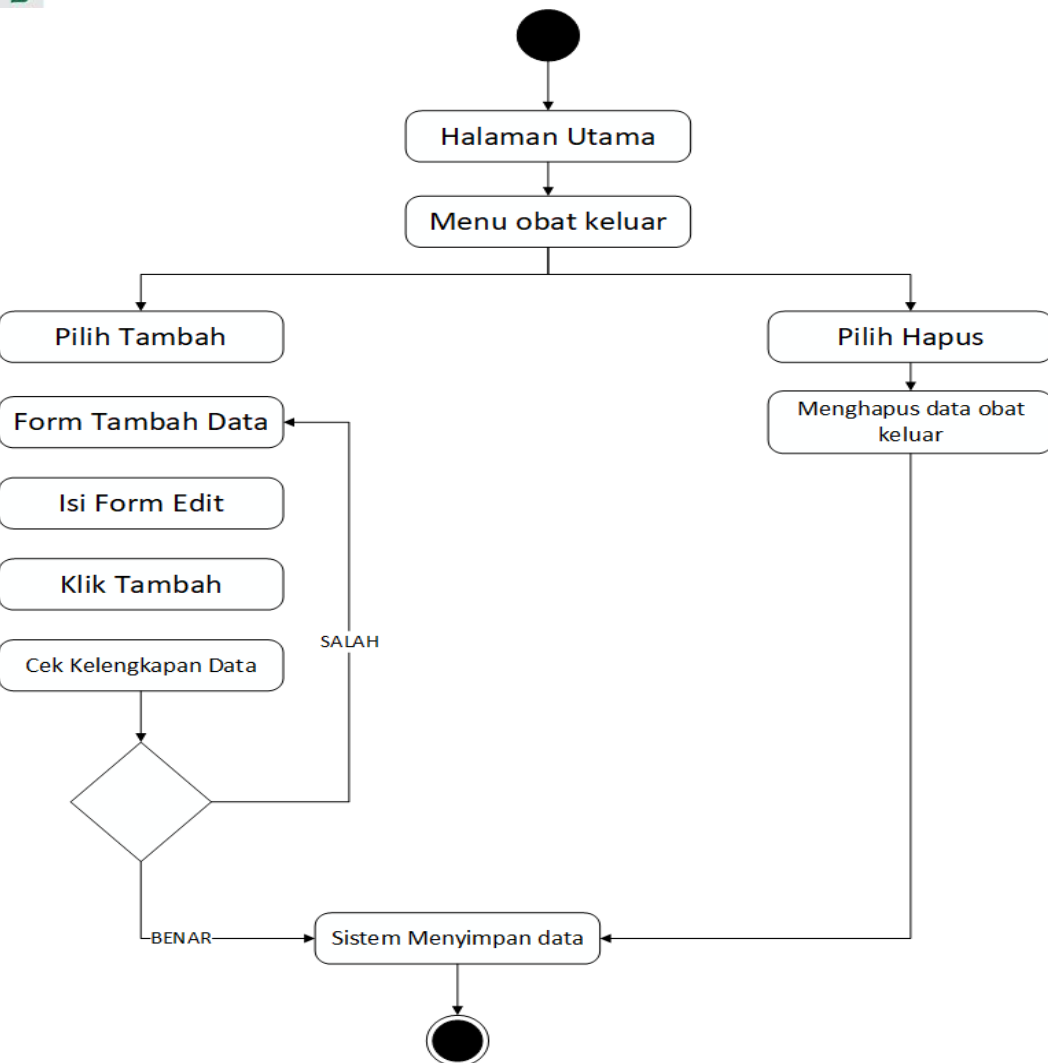 Halaman Utama
Menu obat keluar
Pilih Tambah
Pilih Hapus
Form Tambah Data
Menghapus data obat
keluar
Isi Form Edit
Klik Tambah
SALAH
Cek Kelengkapan Data
BENAR
Sistem Menyimpan data